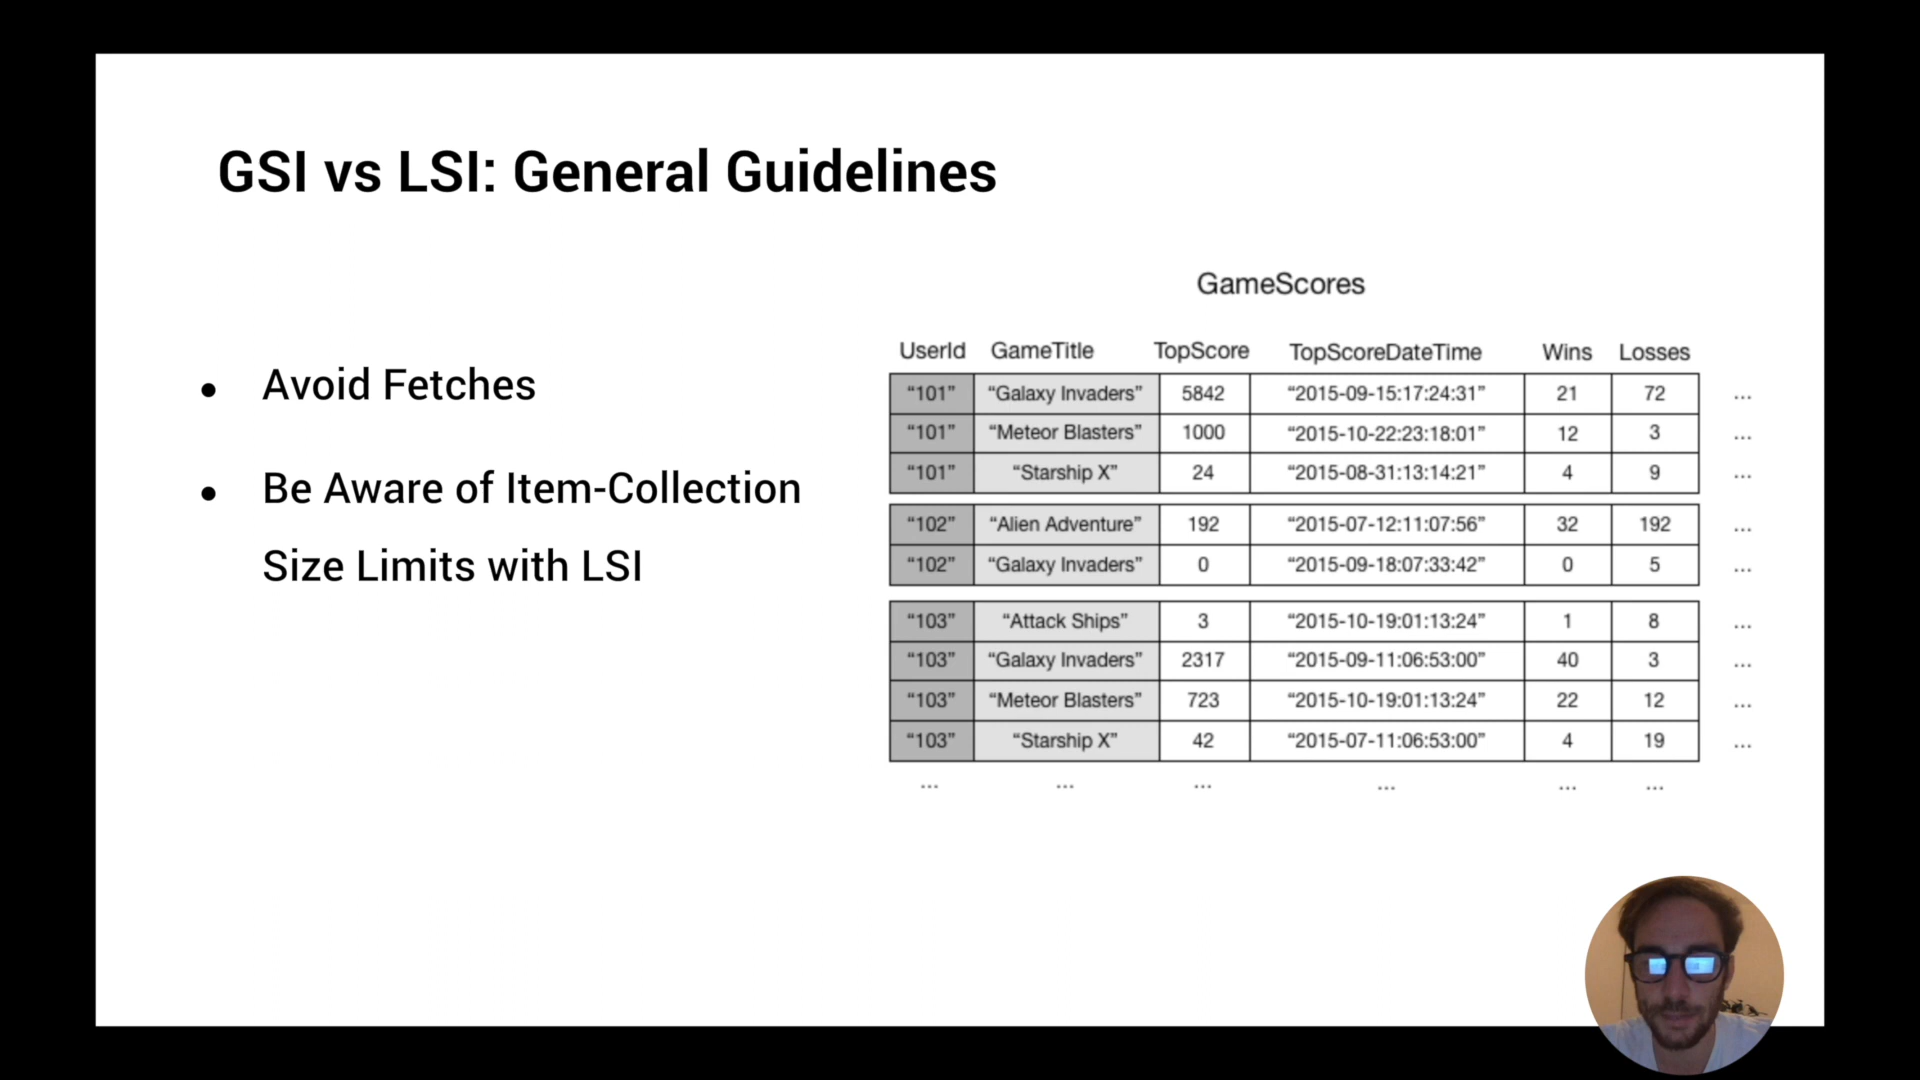 GSI vs LSI: General Guidelines
● Avoid Fetches
● Be Aware of Item-Collection
Size Limits with LSI
GameScores
UserId GameTitle TopScore TopScoreDateTime Wins Losses
“101” “Galaxy Invaders” 5842 “2015-09-15:17:24:31” 21 72 ...
“101” “Meteor Blasters” 1000 “2015-10-22:23:18:01” 12 3 ...
“101” “Starship X” 24 “2015-08-31:13:14:21” 4 9 ...
“102” “Alien Adventure” 192 “2015-07-12:11:07:56” 32 192 ...
“102” “Galaxy Invaders” 0 “2015-09-18:07:33:42” 0 5 ...
“103” “Attack Ships” 3 “2015-10-19:01:13:24” 1 8 ...
“103” “Galaxy Invaders” 2317 “2015-09-11:06:53:00” 40 3 ...
“103” “Meteor Blasters” 723 “2015-10-19:01:13:24” 22 12 ...
“103” “Starship X” 42 “2015-07-11:06:53:00” 4 19 ...
... ... ... ... ... ...